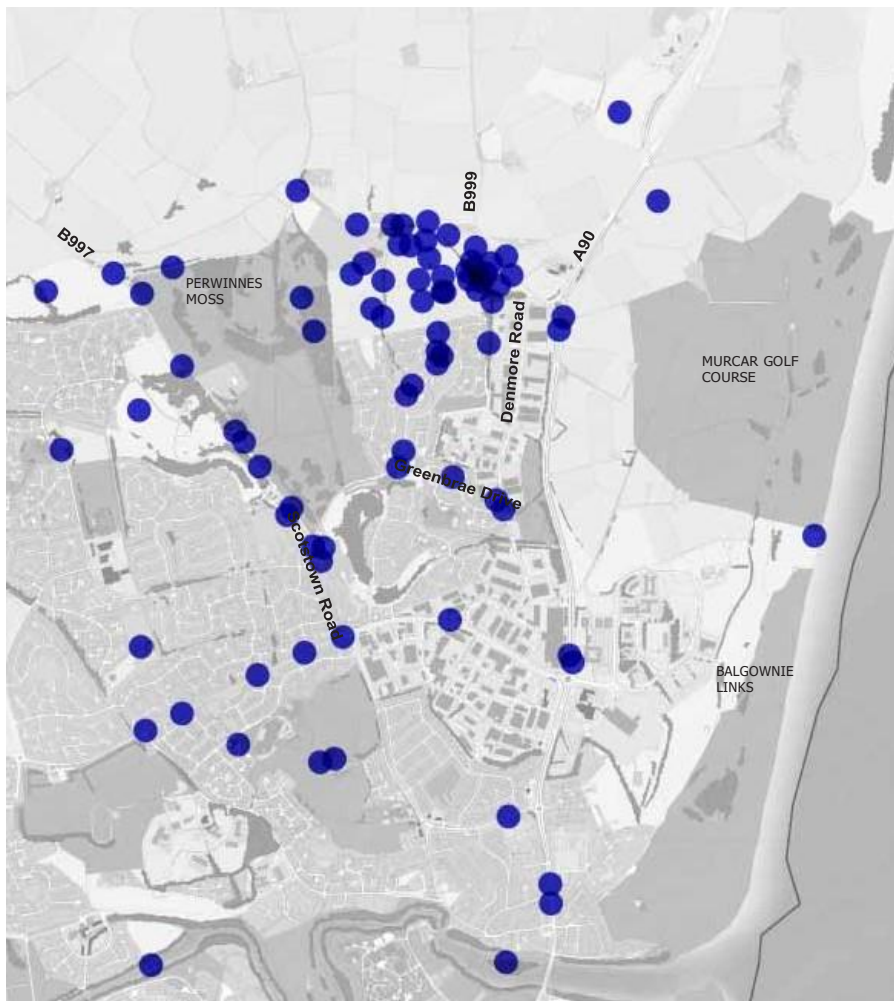 B999
B997
A90
PERWINNES
MOSS
Denmore Road
MURCAR GOLF
COURSE
Greenbrae Drive
Scotstown Road
BALGOWNIE
LINKS